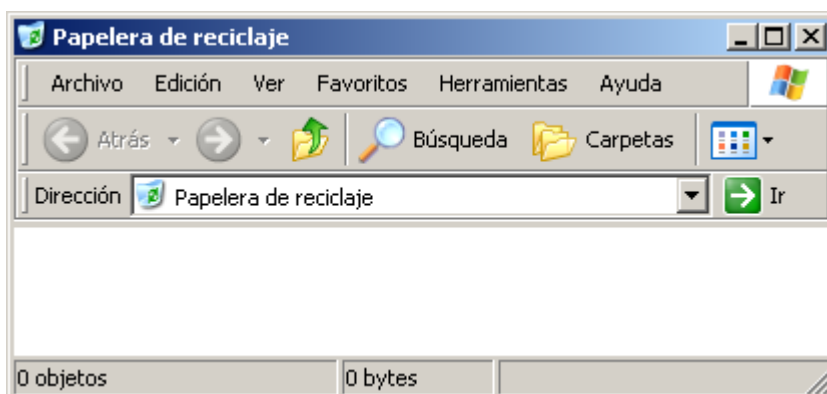 Papelera de reciclaje
Archivo Edición Ver Favoritos Herramientas Ayuda
Atrás Búsqueda Carpetas
Dirección Papelera de reciclaje Ir
0 objetos 0 bytes